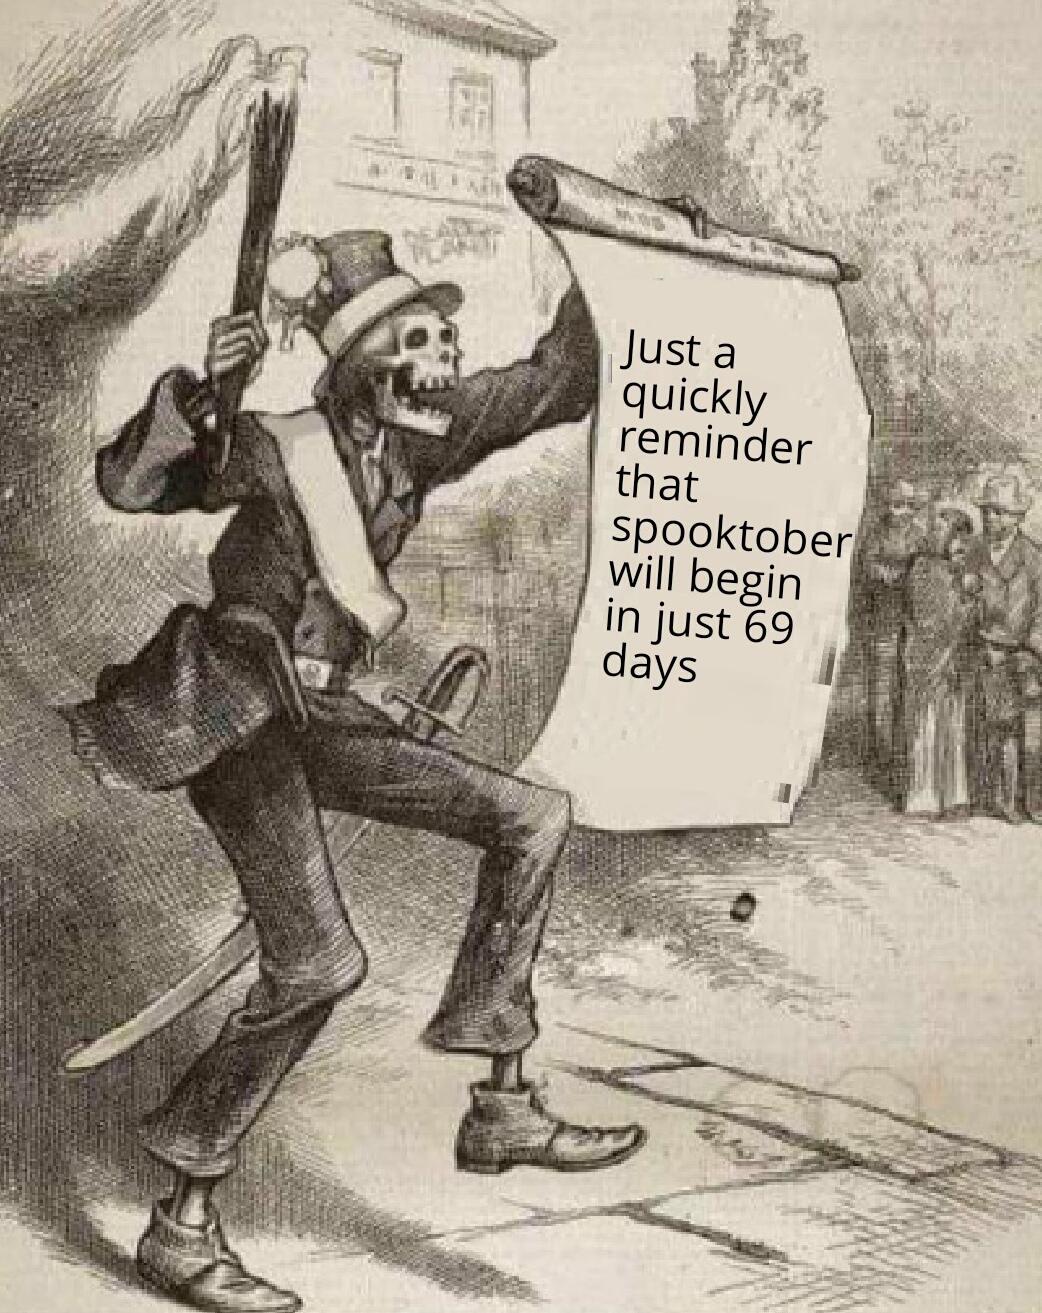 Just a
quickly
reminder
that
spooktober
will begin
in just 69
days